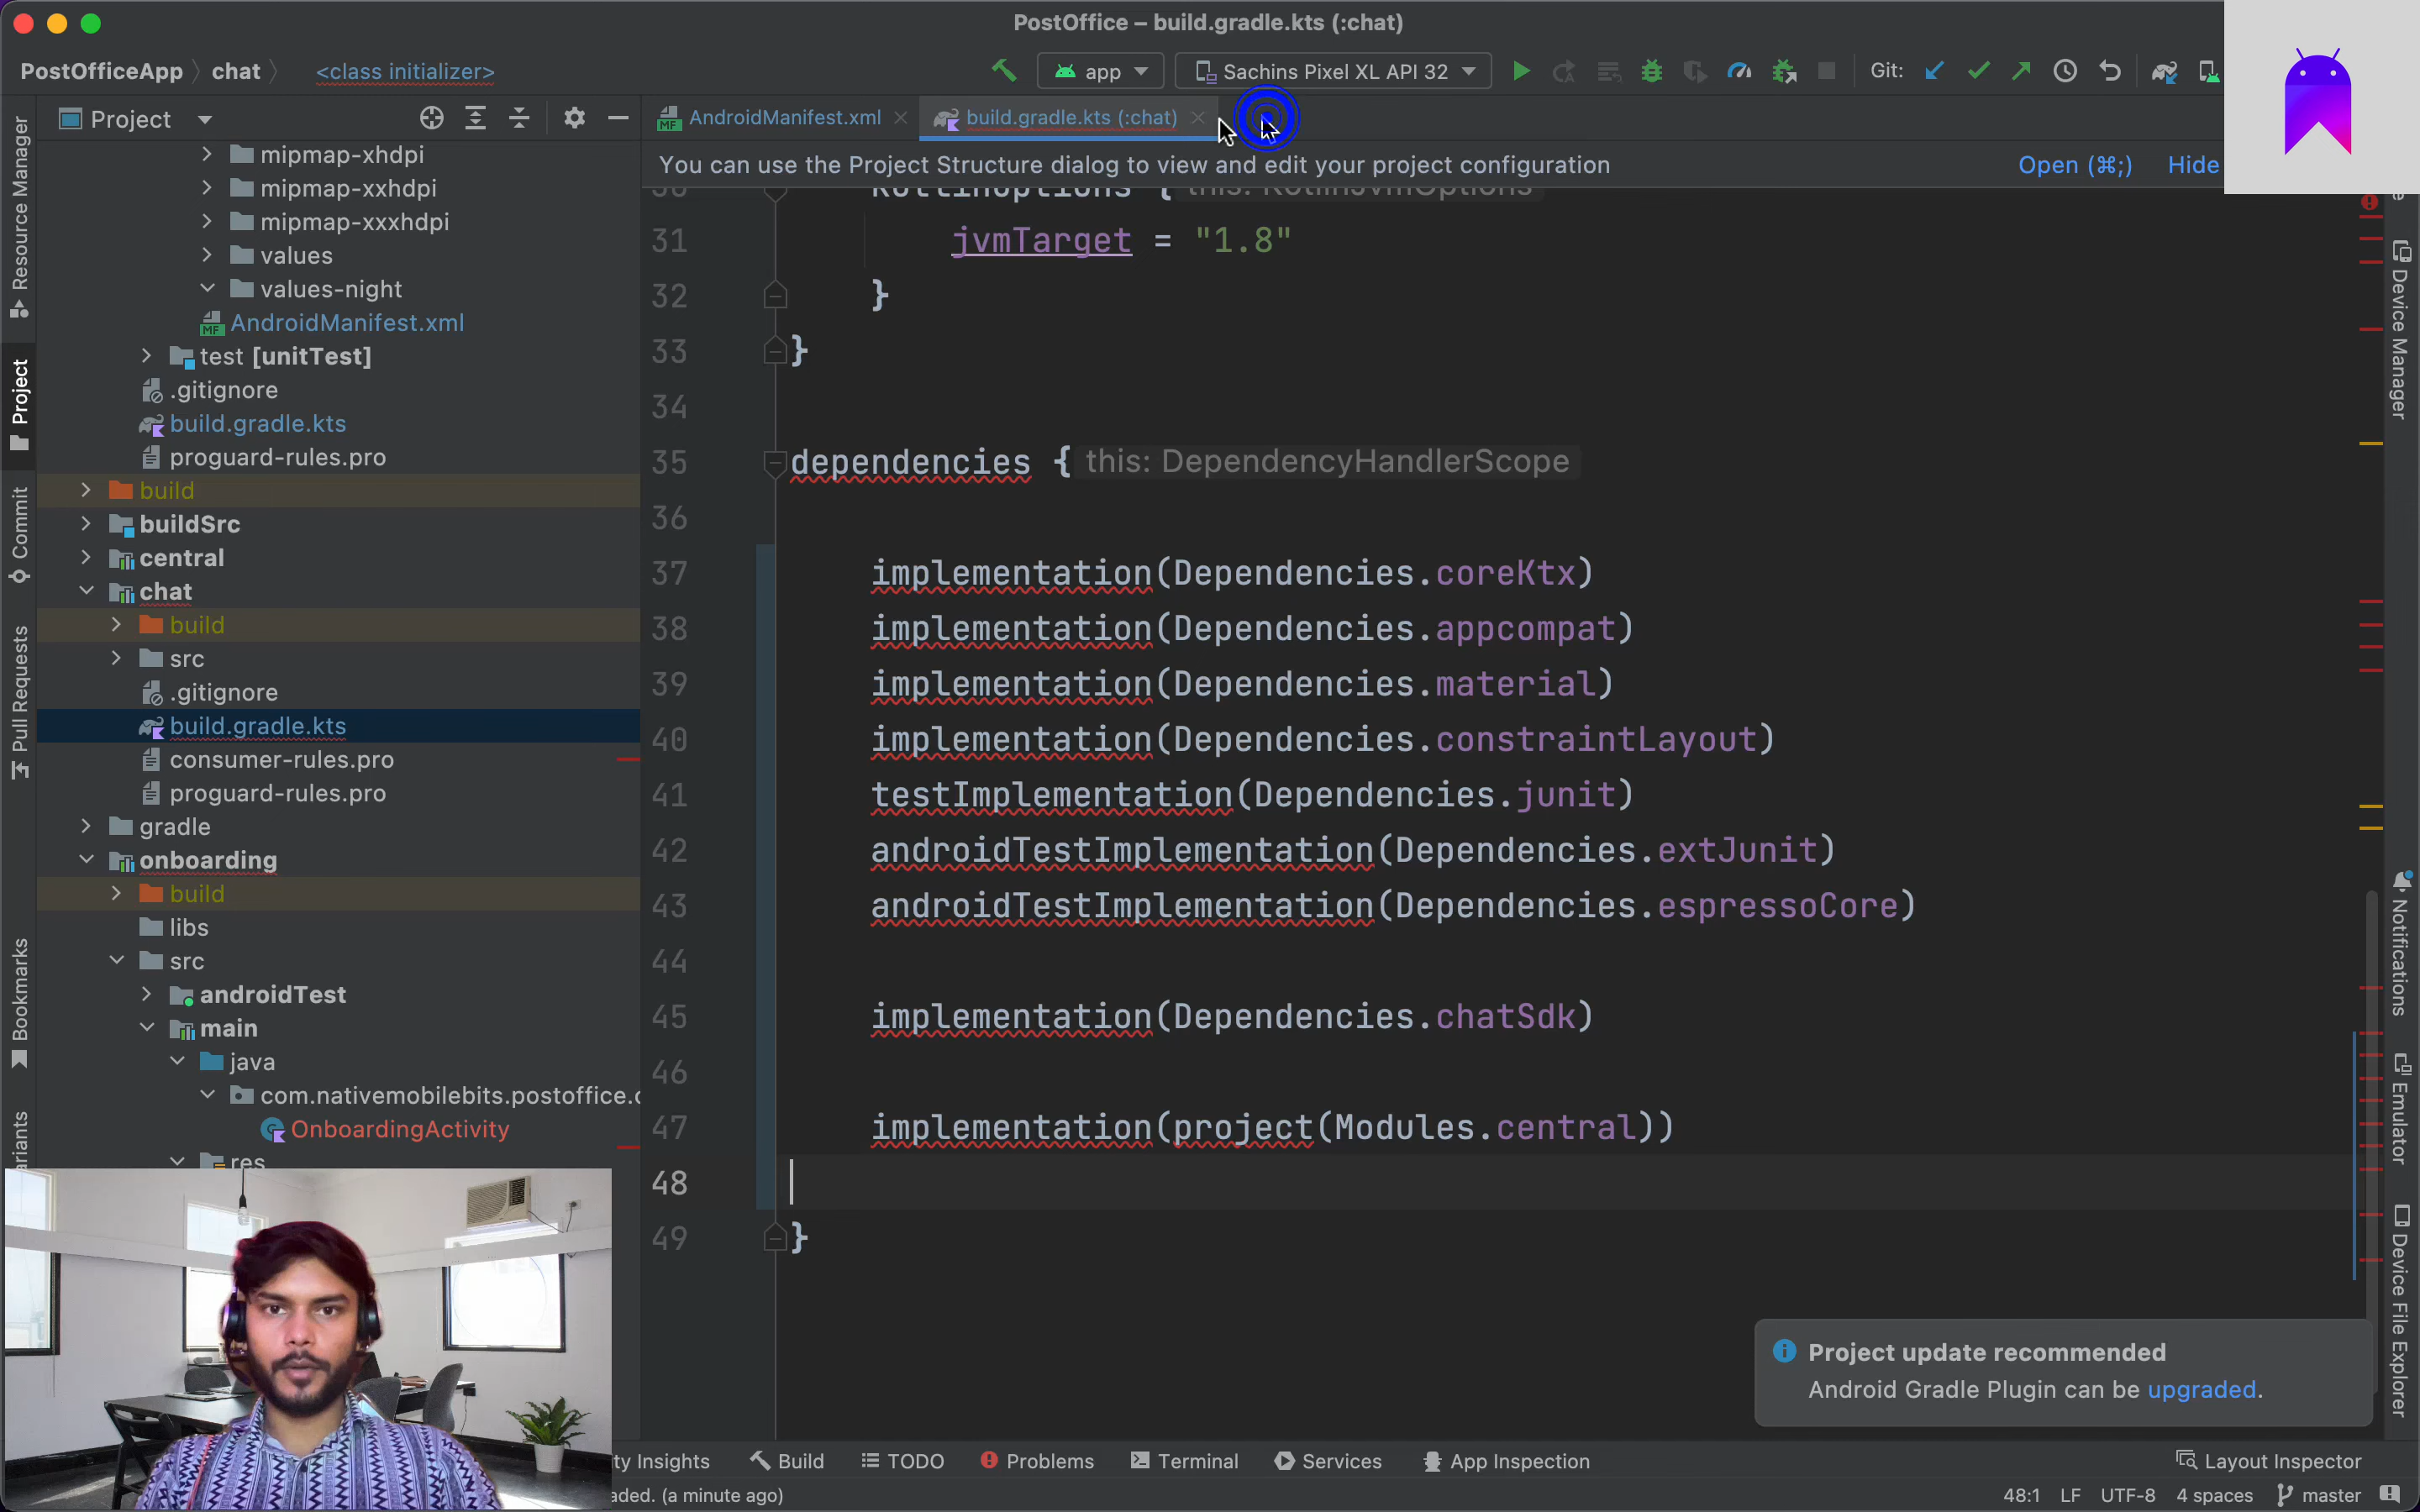 PostOffice – build.gradle.kts (:chat)
PostOfficeApp
chat
<class initializer>
app
Sachins Pixel XL API 32
Git:
Project
AndroidManifest.xml
build.gradle.kts (:chat)
You can use the Project Structure dialog to view and edit your project configuration
Open (⌘;)
Hide
Resource Manager
Project
Commit
Pull Requests
Bookmarks
mipmap-xhdpi
mipmap-xxhdpi
mipmap-xxxhdpi
values
values-night
MF AndroidManifest.xml
test [unitTest]
.gitignore
build.gradle.kts
proguard-rules.pro
build
buildSrc
central
chat
build
src
.gitignore
build.gradle.kts
consumer-rules.pro
proguard-rules.pro
gradle
onboarding
build
libs
src
androidTest
main
java
com.nativemobilebits.postoffice.
OnboardingActivity
res
kotlinOptions { this: KotlinJvmOptions
31 jvmTarget = "1.8"
32 }
33 }
34
35 dependencies { this: DependencyHandlerScope
36
37 implementation(Dependencies.coreKtx)
38 implementation(Dependencies.appcompat)
39 implementation(Dependencies.material)
40 implementation(Dependencies.constraintLayout)
41 testImplementation(Dependencies.junit)
42 androidTestImplementation(Dependencies.extJunit)
43 androidTestImplementation(Dependencies.espressoCore)
44
45 implementation(Dependencies.chatSdk)
46
47 implementation(project(Modules.central))
48
49 }
Device Manager
Notifications
Emulator
Device File Explorer
Project update recommended
Android Gradle Plugin can be upgraded.
ty Insights
Build
TODO
Problems
Terminal
Services
App Inspection
Layout Inspector
aded. (a minute ago)
48:1
LF
UTF-8
4 spaces
master